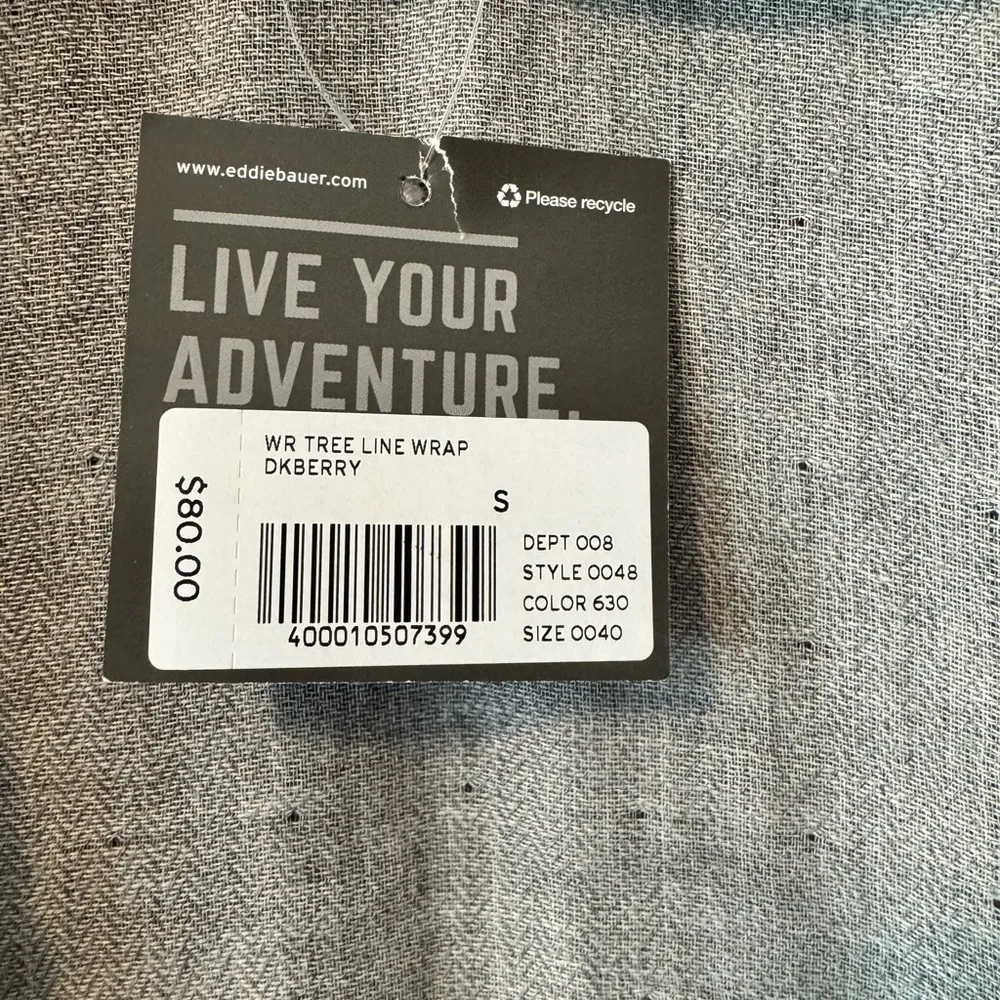 www.eddiebauer.com
Please recycle
LIVE YOUR
ADVENTURE.
WR TREE LINE WRAP
DKBERRY
S
$80.00
DEPT 008
STYLE 0048
COLOR 630
SIZE 0040
400010507399